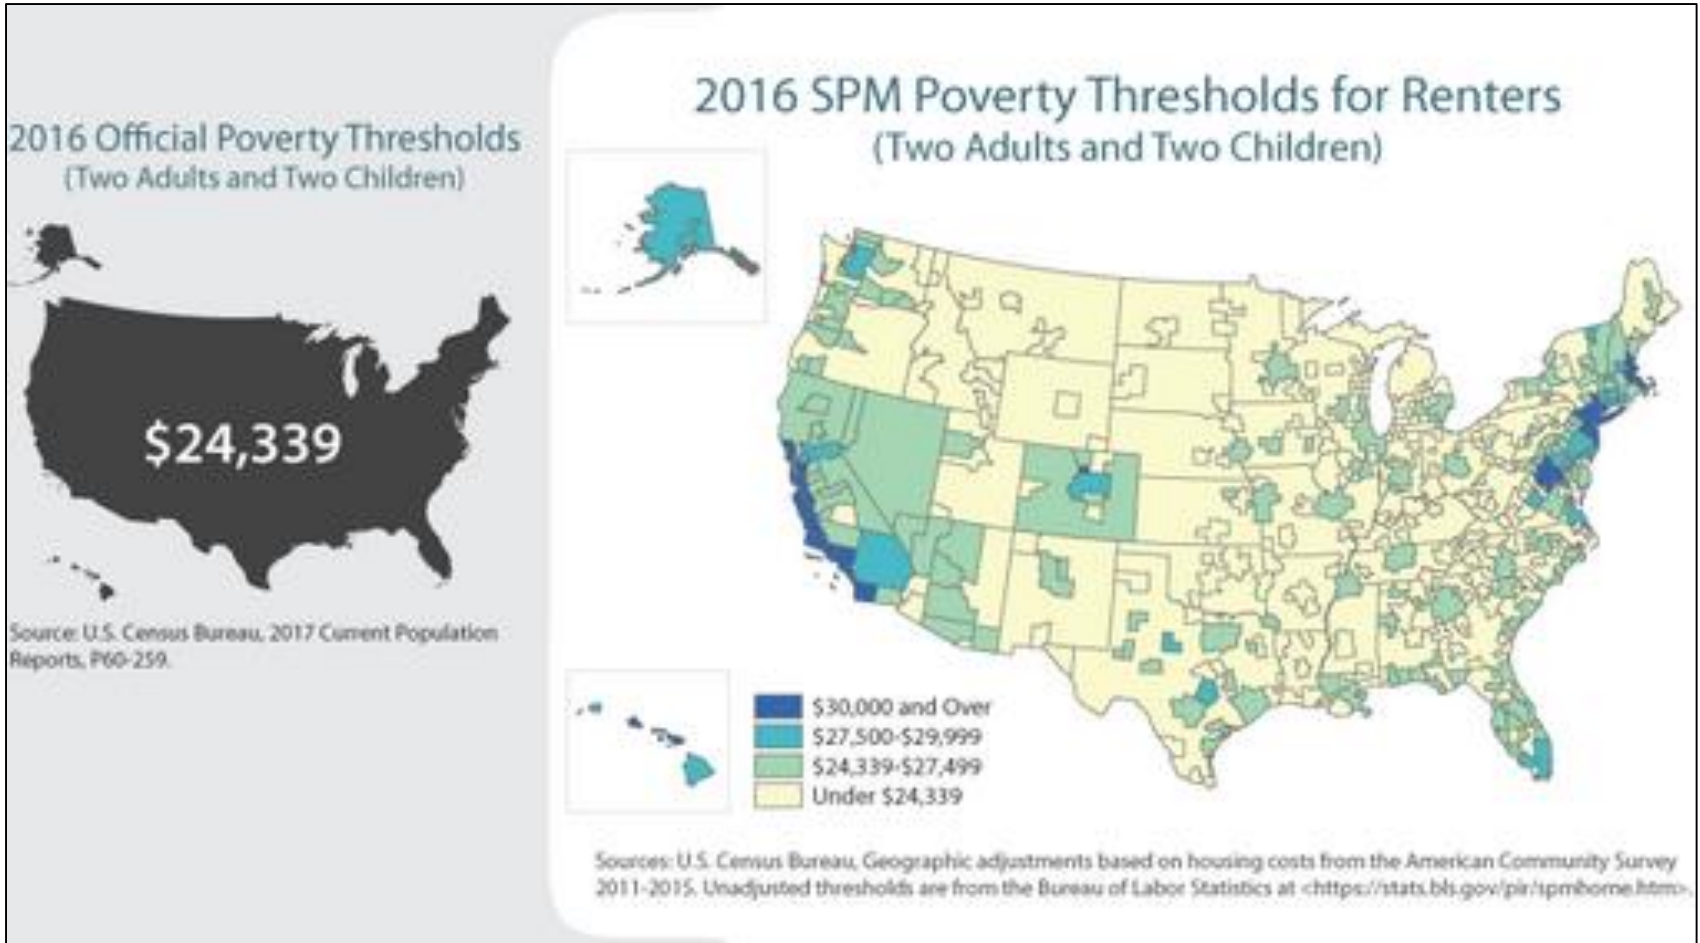 2016 Official Poverty Thresholds
(Two Adults and Two Children)
$24,339
Source: U.S. Census Bureau, 2017 Current Population
Reports, P60-259.
2016 SPM Poverty Thresholds for Renters
(Two Adults and Two Children)
$30,000 and Over
$27,500-$29,999
$24,339-$27,499
Under $24,339
Sources: U.S. Census Bureau, Geographic adjustments based on housing costs from the American Community Survey
2011-2015. Unadjusted thresholds are from the Bureau of Labor Statistics at <https://stats.bls.gov/pir/spmhome.htm>.